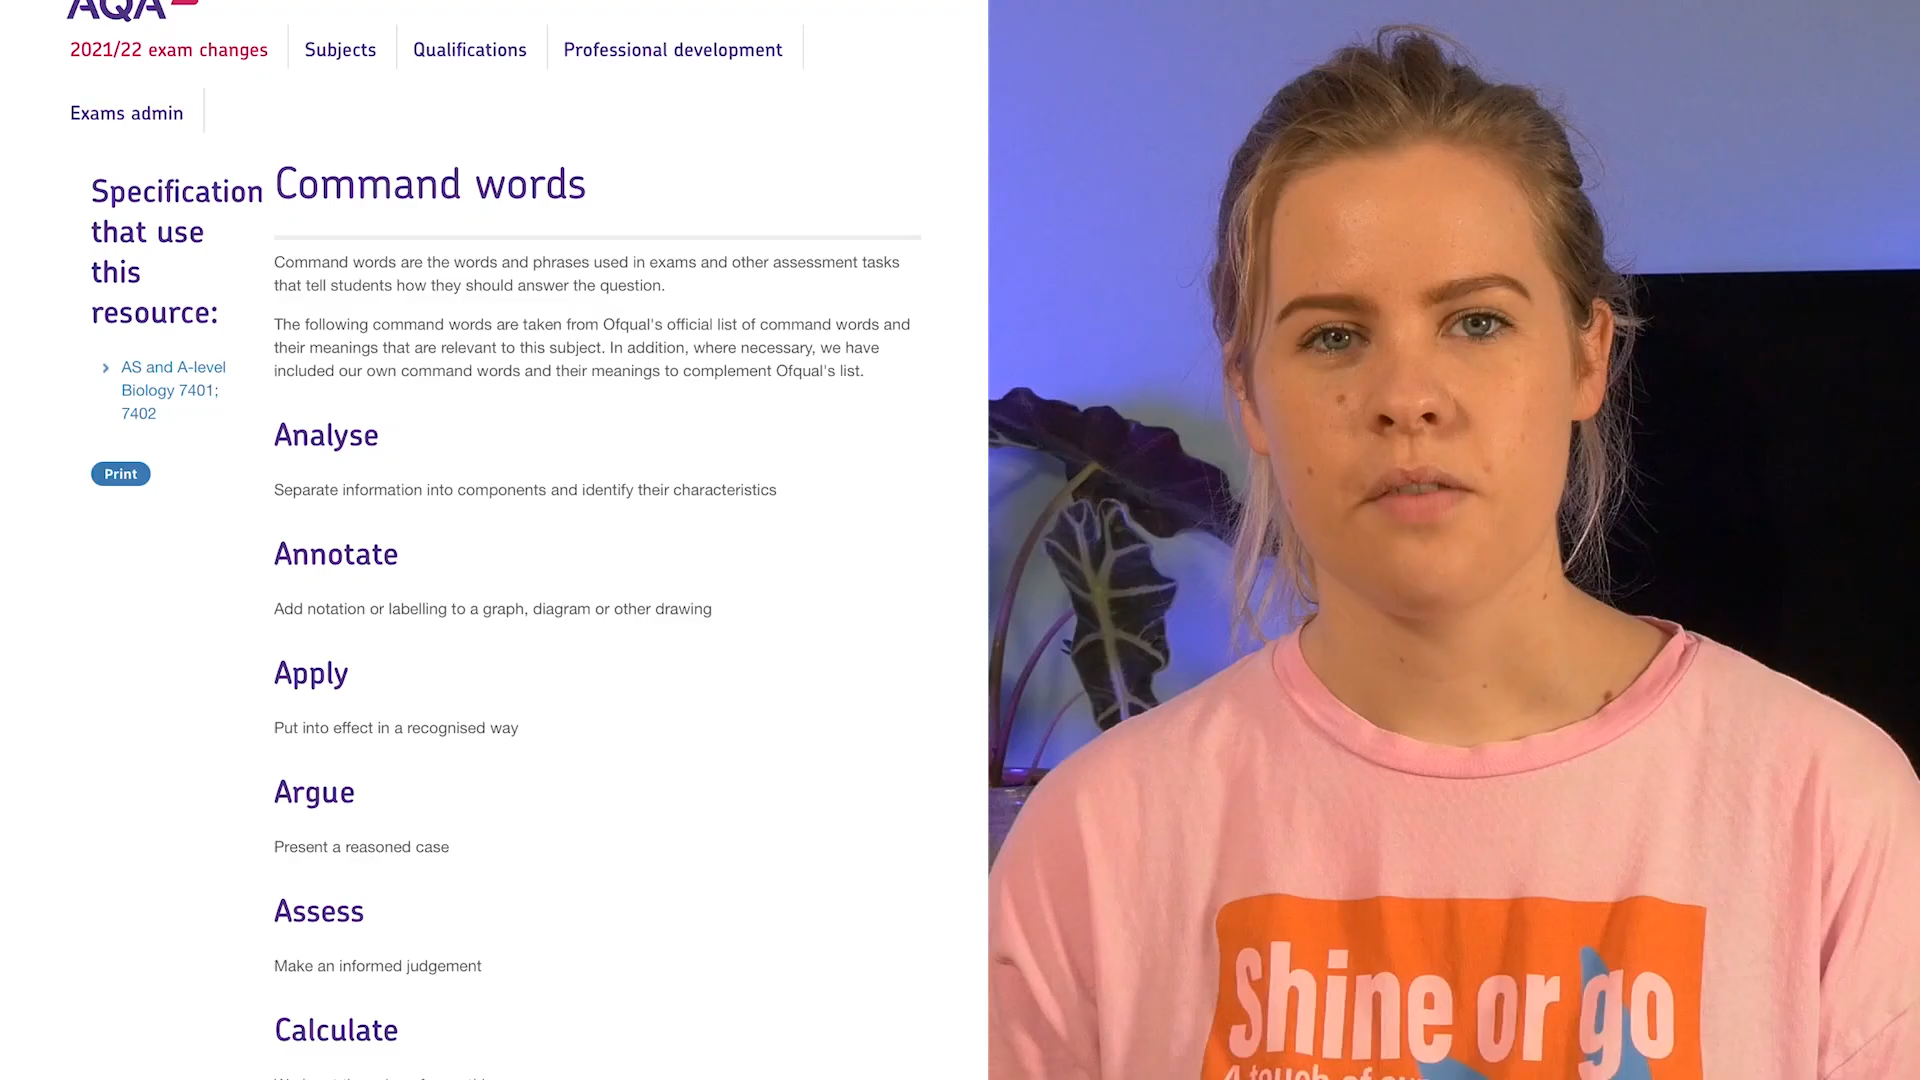 AQA
2021/22 exam changes
Subjects
Qualifications
Professional development
Exams admin
Specification
that use
this
resource:
AS and A-level
Biology 7401;
7402
Print
Command words
Command words are the words and phrases used in exams and other assessment tasks
that tell students how they should answer the question.
The following command words are taken from Ofqual's official list of command words and
their meanings that are relevant to this subject. In addition, where necessary, we have
included our own command words and their meanings to complement Ofqual's list.
Analyse
Separate information into components and identify their characteristics
Annotate
Add notation or labelling to a graph, diagram or other drawing
Apply
Put into effect in a recognised way
Argue
Present a reasoned case
Assess
Make an informed judgement
Calculate
Shine or go
A touch of